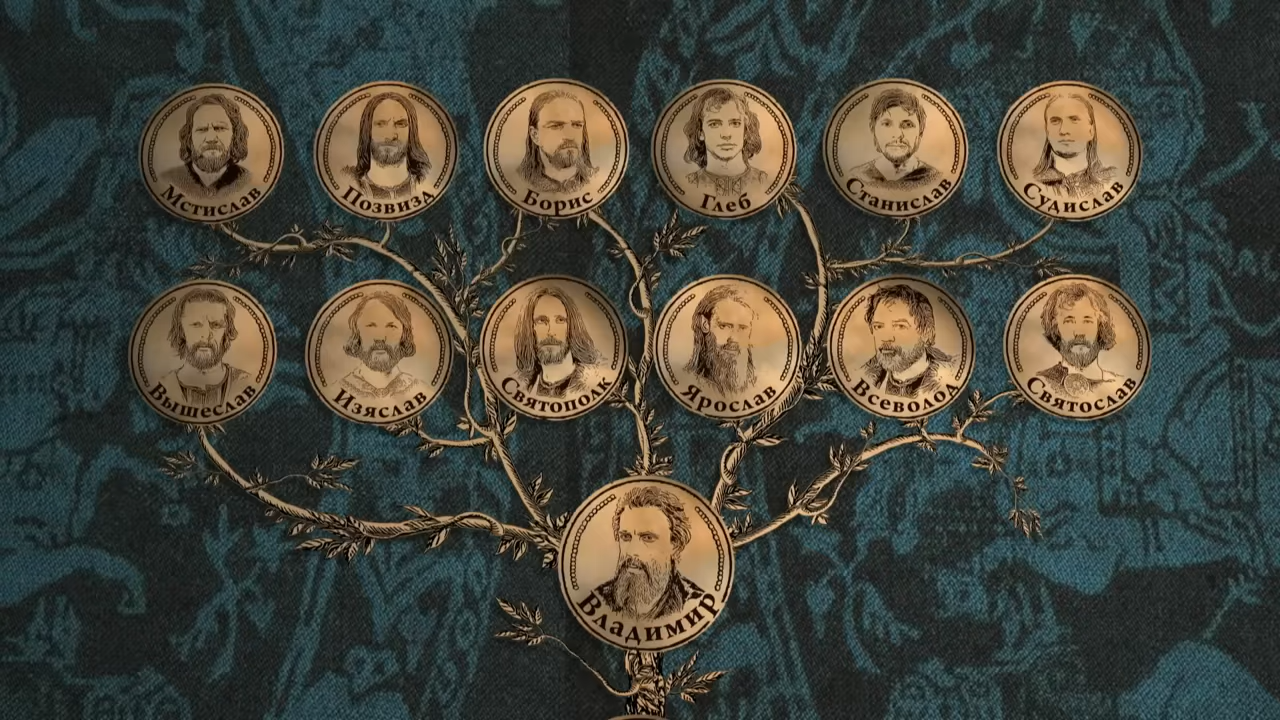 Мстислав
Позвизд
Борис
Глеб
Станислав
Судислав
Вышеслав
Изяслав
Святополк
Ярослав
Всеволод
Святослав
Владимир